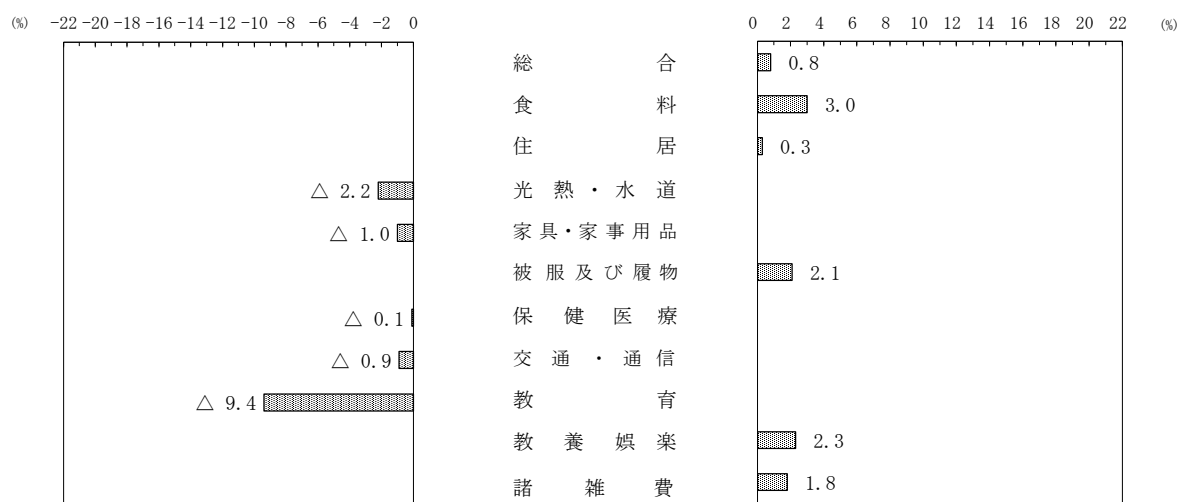 (%) −22 −20 −18 −16 −14 −12 −10 −8 −6 −4 −2 0 0 2 4 6 8 10 12 14 16 18 20 22 (%)
総合 0.8
食料 3.0
住居 0.3
△ 2.2 光熱・水道
△ 1.0 家具・家事用品
被服及び履物 2.1
△ 0.1 保健医療
△ 0.9 交通・通信
△ 9.4 教育
教養娯楽 2.3
諸雑費 1.8